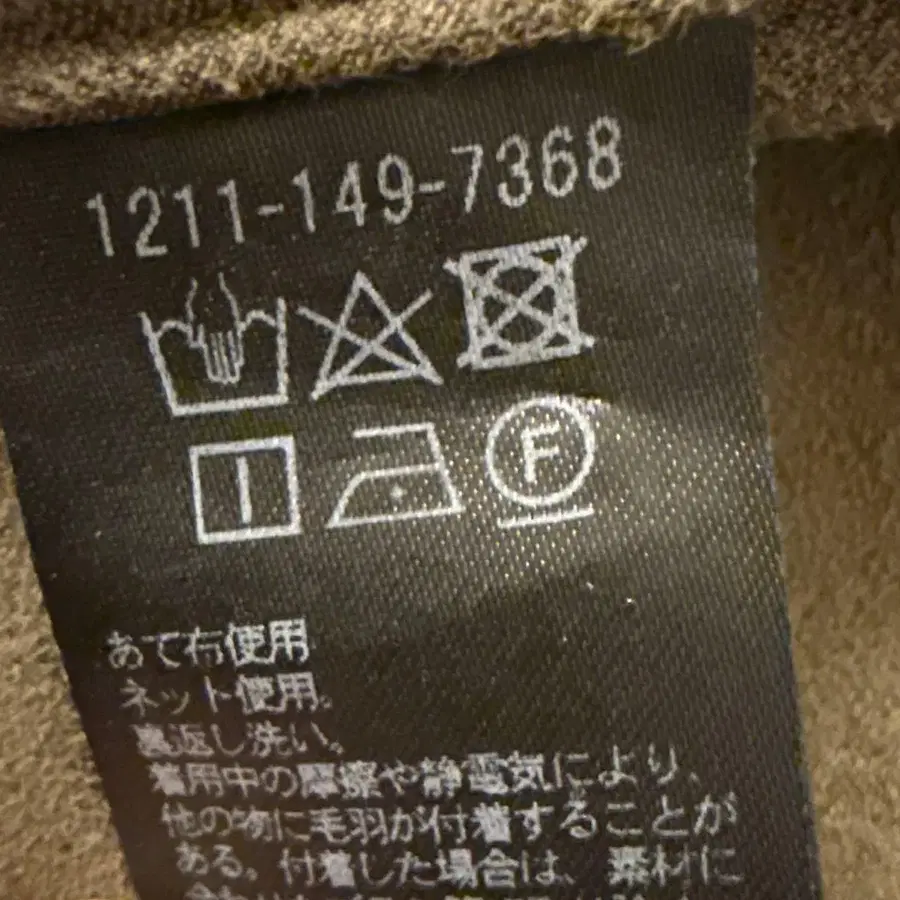 1211-149-7368
F
あて布使用
ネット使用。
裏返し洗い。
着用中の摩擦や静電気により、
他の物に毛羽が付着することが
ある。付着した場合は、素材に